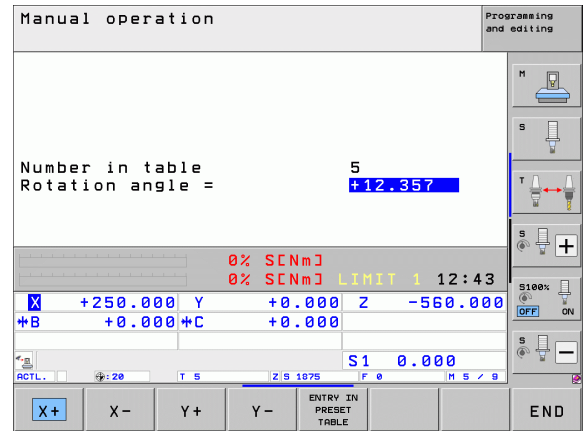 Manual operation
Programming
and editing
M
S
Number in table 5
Rotation angle = +12.357
T
S
+
0% S[Nm]
0% S[Nm] LIMIT 1 12:43
X +250.000 Y +0.000 Z -560.000
B +0.000 C +0.000
S100%
OFF ON
S1 0.000
S
–
ACTL. : 20 T 5 Z S 1875 F 0 M 5 / 9
X+ X– Y+ Y– ENTRY IN
PRESET
TABLE
END